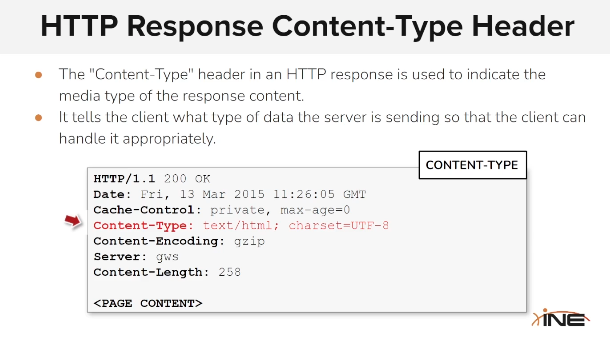 HTTP Response Content-Type Header
● The "Content-Type" header in an HTTP response is used to indicate the
media type of the response content.
● It tells the client what type of data the server is sending so that the client can
handle it appropriately.
CONTENT-TYPE
HTTP/1.1 200 OK
Date: Fri, 13 Mar 2015 11:26:05 GMT
Cache-Control: private, max-age=0
Content-Type: text/html; charset=UTF-8
Content-Encoding: gzip
Server: gws
Content-Length: 258
<PAGE CONTENT>
INE